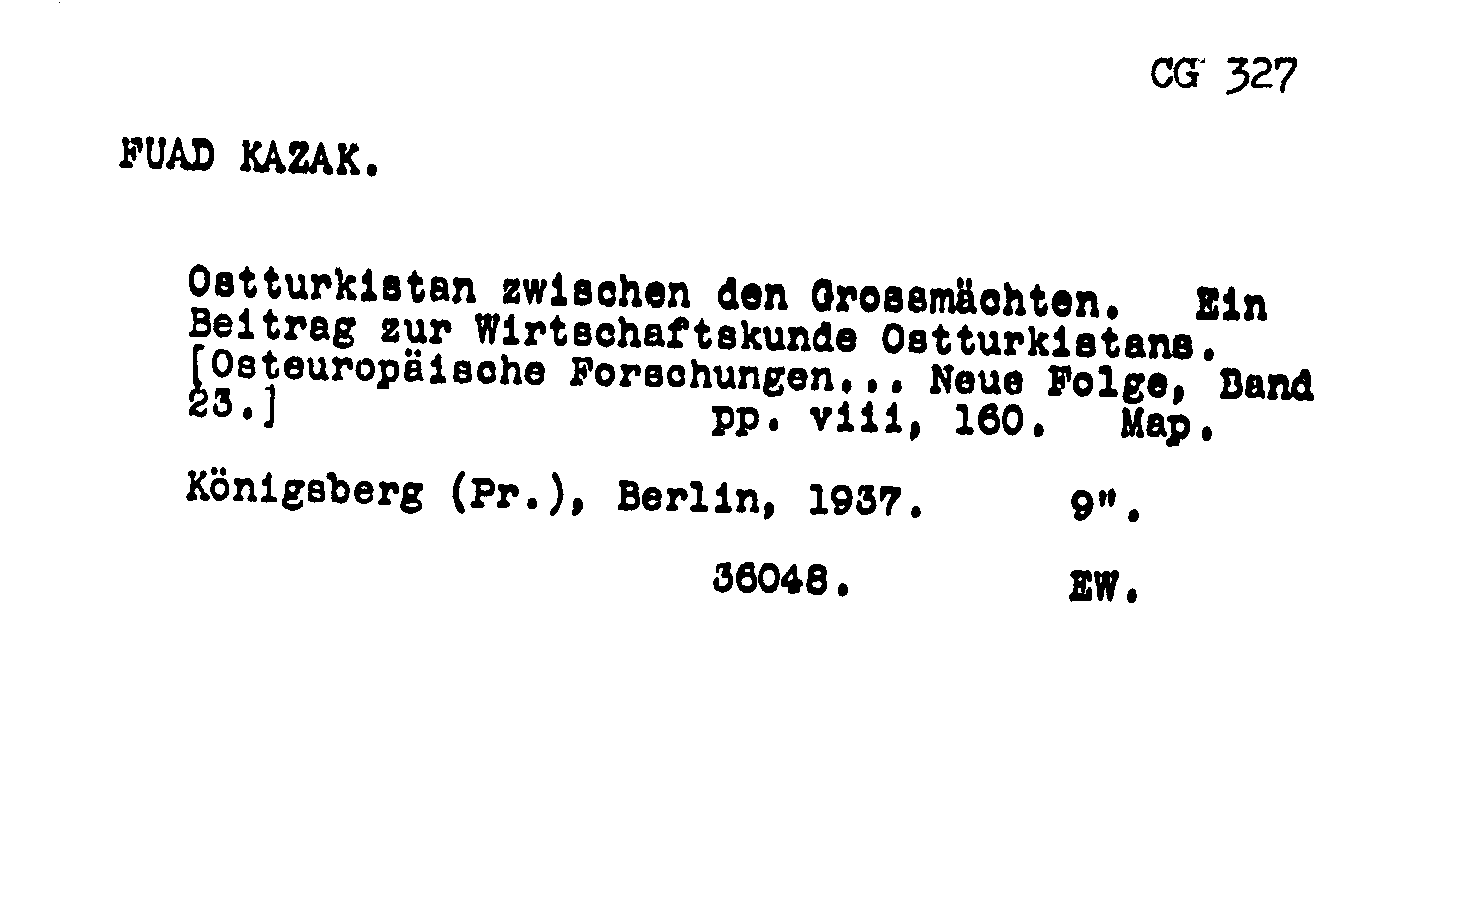 CG 327
FUAD KAZAK.
Ostturkistan zwischen den Grossmächten. Ein
Beitrag zur Wirtschaftskunde Ostturkistans.
[Osteuropäische Forschungen... Neue Folge, Band
23.] pp. viii, 160. Map.
Königsberg (Pr.), Berlin, 1937. 9".
36048. EW.